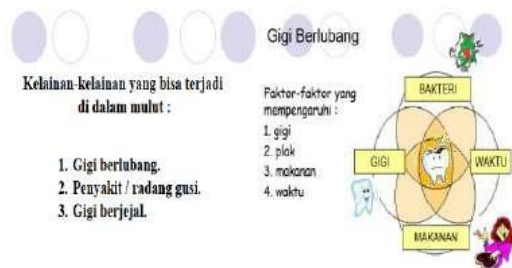 Kelainan-kelainan yang bisa terjadi
di dalam mulut :
1. Gigi berlubang.
2. Penyakit / radang gusi.
3. Gigi berjejal.
Gigi Berlubang
Faktor-faktor yang
mempengaruhi :
1. gigi
2. plak
3. makanan
4. waktu
BAKTERI
GIGI
WAKTU
MAKANAN